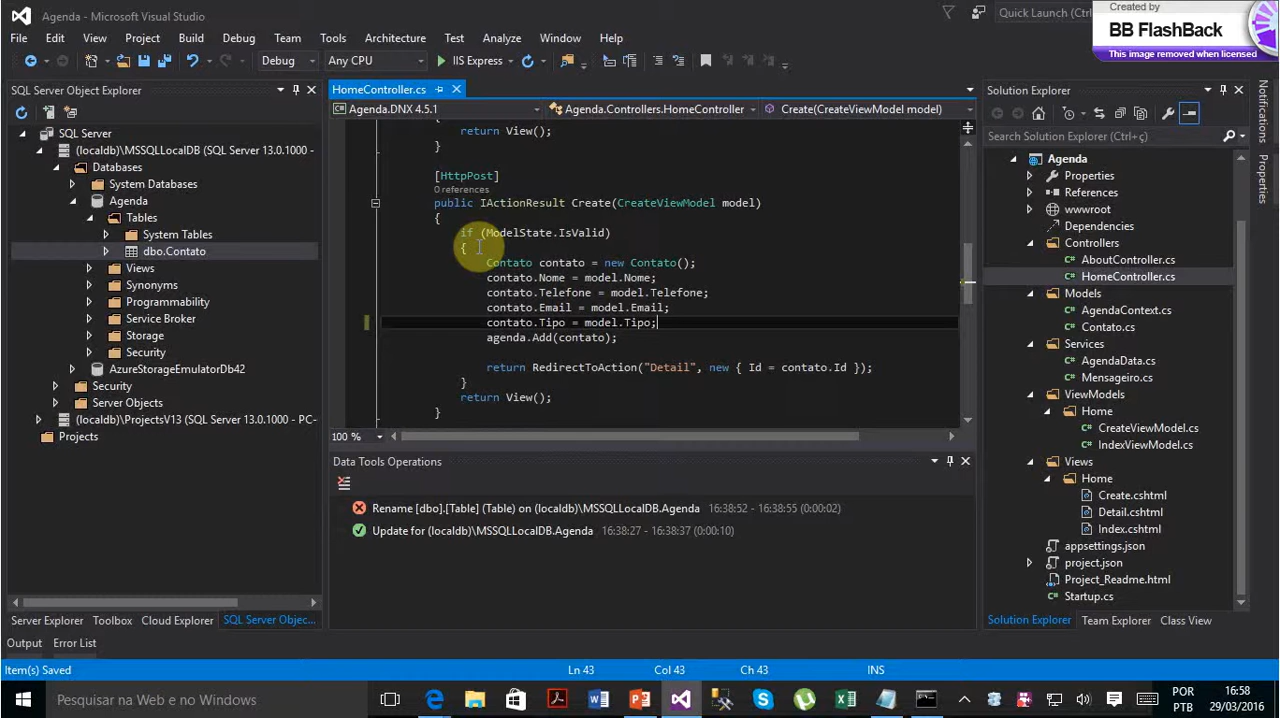 Agenda - Microsoft Visual Studio
Quick Launch (Ctrl+
Created by
BB FlashBack
This image removed when licensed
File Edit View Project Build Debug Team Tools Architecture Test Analyze Window Help
Debug Any CPU IIS Express
SQL Server Object Explorer
SQL Server
(localdb)\MSSQLLocalDB (SQL Server 13.0.1000 -
Databases
System Databases
Agenda
Tables
System Tables
dbo.Contato
Views
Synonyms
Programmability
Service Broker
Storage
Security
AzureStorageEmulatorDb42
Security
Server Objects
(localdb)\ProjectsV13 (SQL Server 13.0.1000 - PC-
Projects
Server Explorer Toolbox Cloud Explorer SQL Server Objec...
HomeController.cs
Agenda.DNX 4.5.1 Agenda.Controllers.HomeController Create(CreateViewModel model)
{
return View();
}
[HttpPost]
0 references
public IActionResult Create(CreateViewModel model)
{
if (ModelState.IsValid)
{
Contato contato = new Contato();
contato.Nome = model.Nome;
contato.Telefone = model.Telefone;
contato.Email = model.Email;
contato.Tipo = model.Tipo;
agenda.Add(contato);
return RedirectToAction("Detail", new { Id = contato.Id });
}
return View();
}
100 %
Data Tools Operations
Rename [dbo].[Table] (Table) on (localdb)\MSSQLLocalDB.Agenda 16:38:52 - 16:38:55 (0:00:02)
Update for (localdb)\MSSQLLocalDB.Agenda 16:38:27 - 16:38:37 (0:00:10)
Solution Explorer
Search Solution Explorer (Ctrl+ç)
Agenda
Properties
References
wwwroot
Dependencies
Controllers
AboutController.cs
HomeController.cs
Models
AgendaContext.cs
Contato.cs
Services
AgendaData.cs
Mensageiro.cs
ViewModels
Home
CreateViewModel.cs
IndexViewModel.cs
Views
Home
Create.cshtml
Detail.cshtml
Index.cshtml
appsettings.json
project.json
Project_Readme.html
Startup.cs
Solution Explorer Team Explorer Class View
Notifications
Properties
Output Error List
Item(s) Saved Ln 43 Col 43 Ch 43 INS
Pesquisar na Web e no Windows
POR
PTB
16:58
29/03/2016